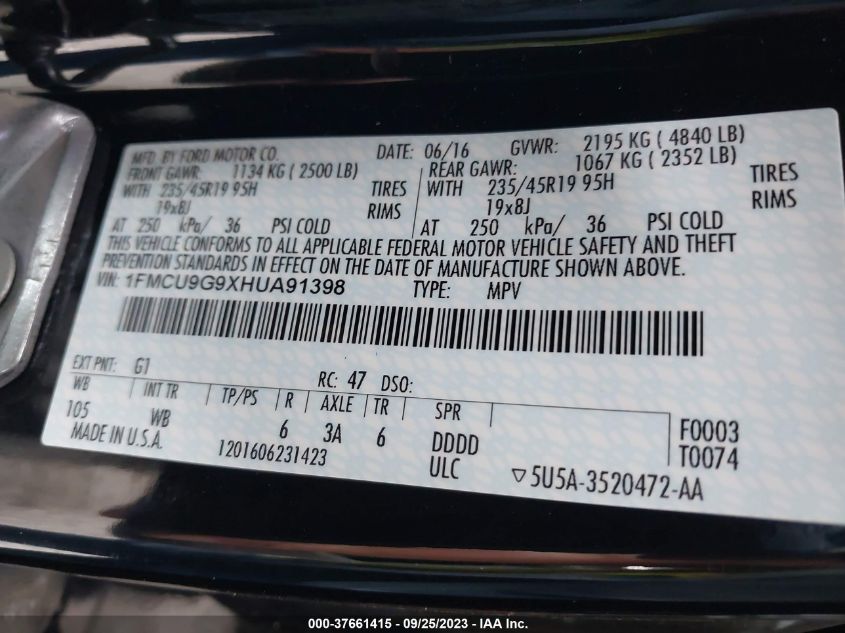 MFD. BY FORD MOTOR CO. DATE: 06/16 GVWR: 2195 KG ( 4840 LB)
FRONT GAWR: 1134 KG ( 2500 LB) REAR GAWR: 1067 KG ( 2352 LB)
WITH 235/45R19 95H TIRES WITH 235/45R19 95H TIRES
19x8J RIMS 19x8J RIMS
AT 250 kPa/ 36 PSI COLD AT 250 kPa/ 36 PSI COLD
THIS VEHICLE CONFORMS TO ALL APPLICABLE FEDERAL MOTOR VEHICLE SAFETY AND THEFT
PREVENTION STANDARDS IN EFFECT ON THE DATE OF MANUFACTURE SHOWN ABOVE.
VIN: 1FMCU9G9XHUA91398 TYPE: MPV
EXT PNT: G1 RC: 47 DSO:
WB INT TR TP/PS R AXLE TR SPR
105 WB 6 3A 6 DDDD F0003
MADE IN U.S.A. 1201606231423 ULC T0074
▽5U5A-3520472-AA
000-37661415 - 09/25/2023 - IAA Inc.